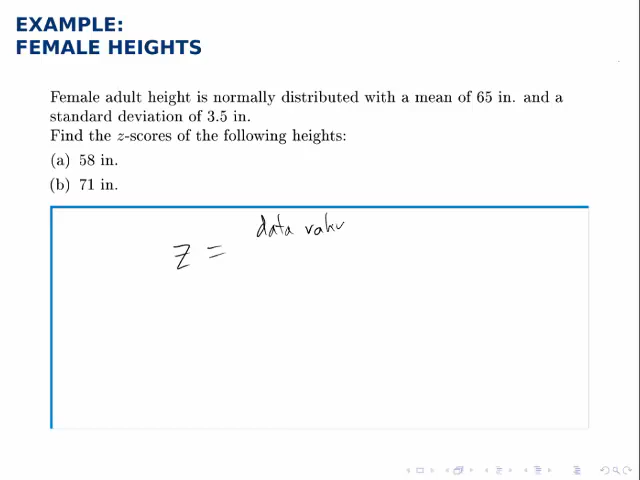 EXAMPLE:
FEMALE HEIGHTS
Female adult height is normally distributed with a mean of 65 in. and a
standard deviation of 3.5 in.
Find the z-scores of the following heights:
(a) 58 in.
(b) 71 in.
data valu
z =